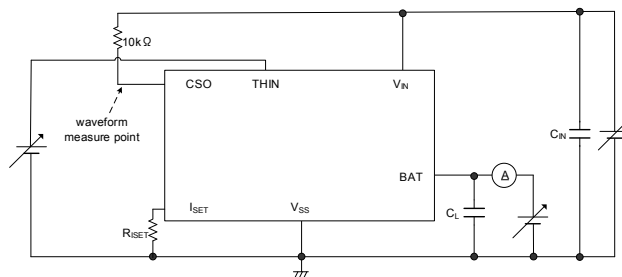 10kΩ
CSO
THIN
VIN
waveform
measure point
CIN
BAT
A
ISET
VSS
CL
RISET